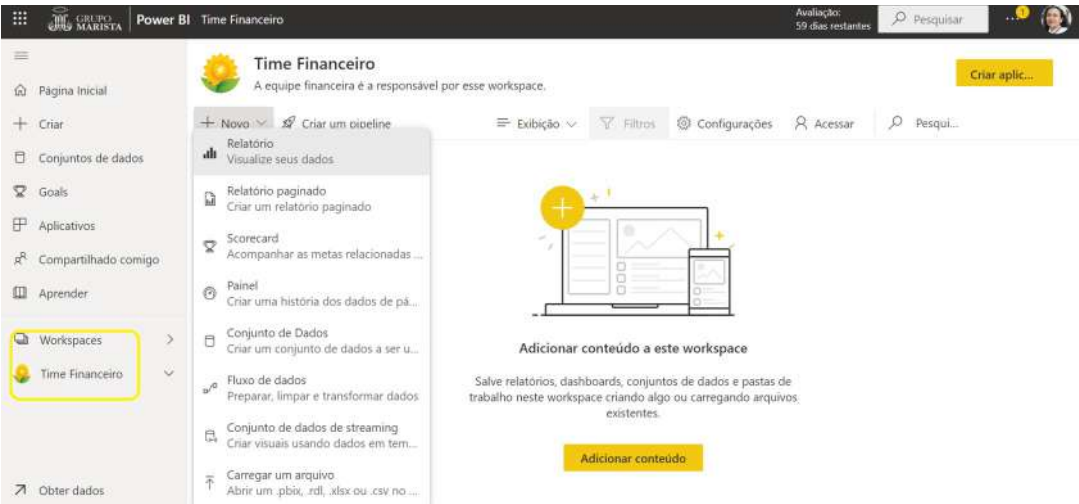 GRUPO
MARISTA
Power BI Time Financeiro
Avaliação:
59 dias restantes
Pesquisar
...
1
Página Inicial
Criar
Conjuntos de dados
Goals
Aplicativos
Compartilhado comigo
Aprender
Workspaces
Time Financeiro
Obter dados
Time Financeiro
A equipe financeira é a responsável por esse workspace.
Criar aplic...
Novo
Criar um pipeline
Exibição
Filtros
Configurações
Acessar
Pesqui...
Relatório
Visualize seus dados
Relatório paginado
Criar um relatório paginado
Scorecard
Acompanhar as metas relacionadas ...
Painel
Criar uma história dos dados de pá...
Conjunto de Dados
Criar um conjunto de dados a ser u...
Fluxo de dados
Preparar, limpar e transformar dados
Conjunto de dados de streaming
Criar visuais usando dados em tem...
Carregar um arquivo
Abrir um .pbix, .rdl, .xlsx ou .csv no ...
Adicionar conteúdo a este workspace
Salve relatórios, dashboards, conjuntos de dados e pastas de
trabalho neste workspace criando algo ou carregando arquivos
existentes.
Adicionar conteúdo